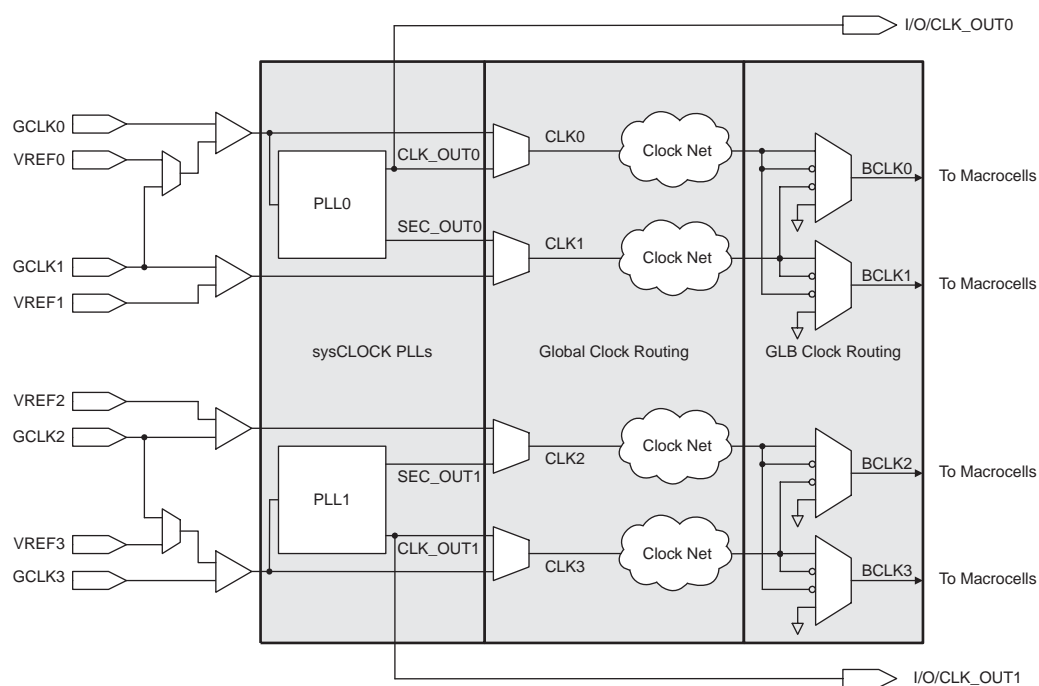 I/O/CLK_OUT0
GCLK0
VREF0
CLK_OUT0
CLK0
Clock Net
BCLK0
To Macrocells
PLL0
SEC_OUT0
GCLK1
VREF1
CLK1
Clock Net
BCLK1
To Macrocells
sysCLOCK PLLs
Global Clock Routing
GLB Clock Routing
VREF2
GCLK2
CLK2
Clock Net
BCLK2
To Macrocells
SEC_OUT1
PLL1
VREF3
GCLK3
CLK_OUT1
CLK3
Clock Net
BCLK3
To Macrocells
I/O/CLK_OUT1